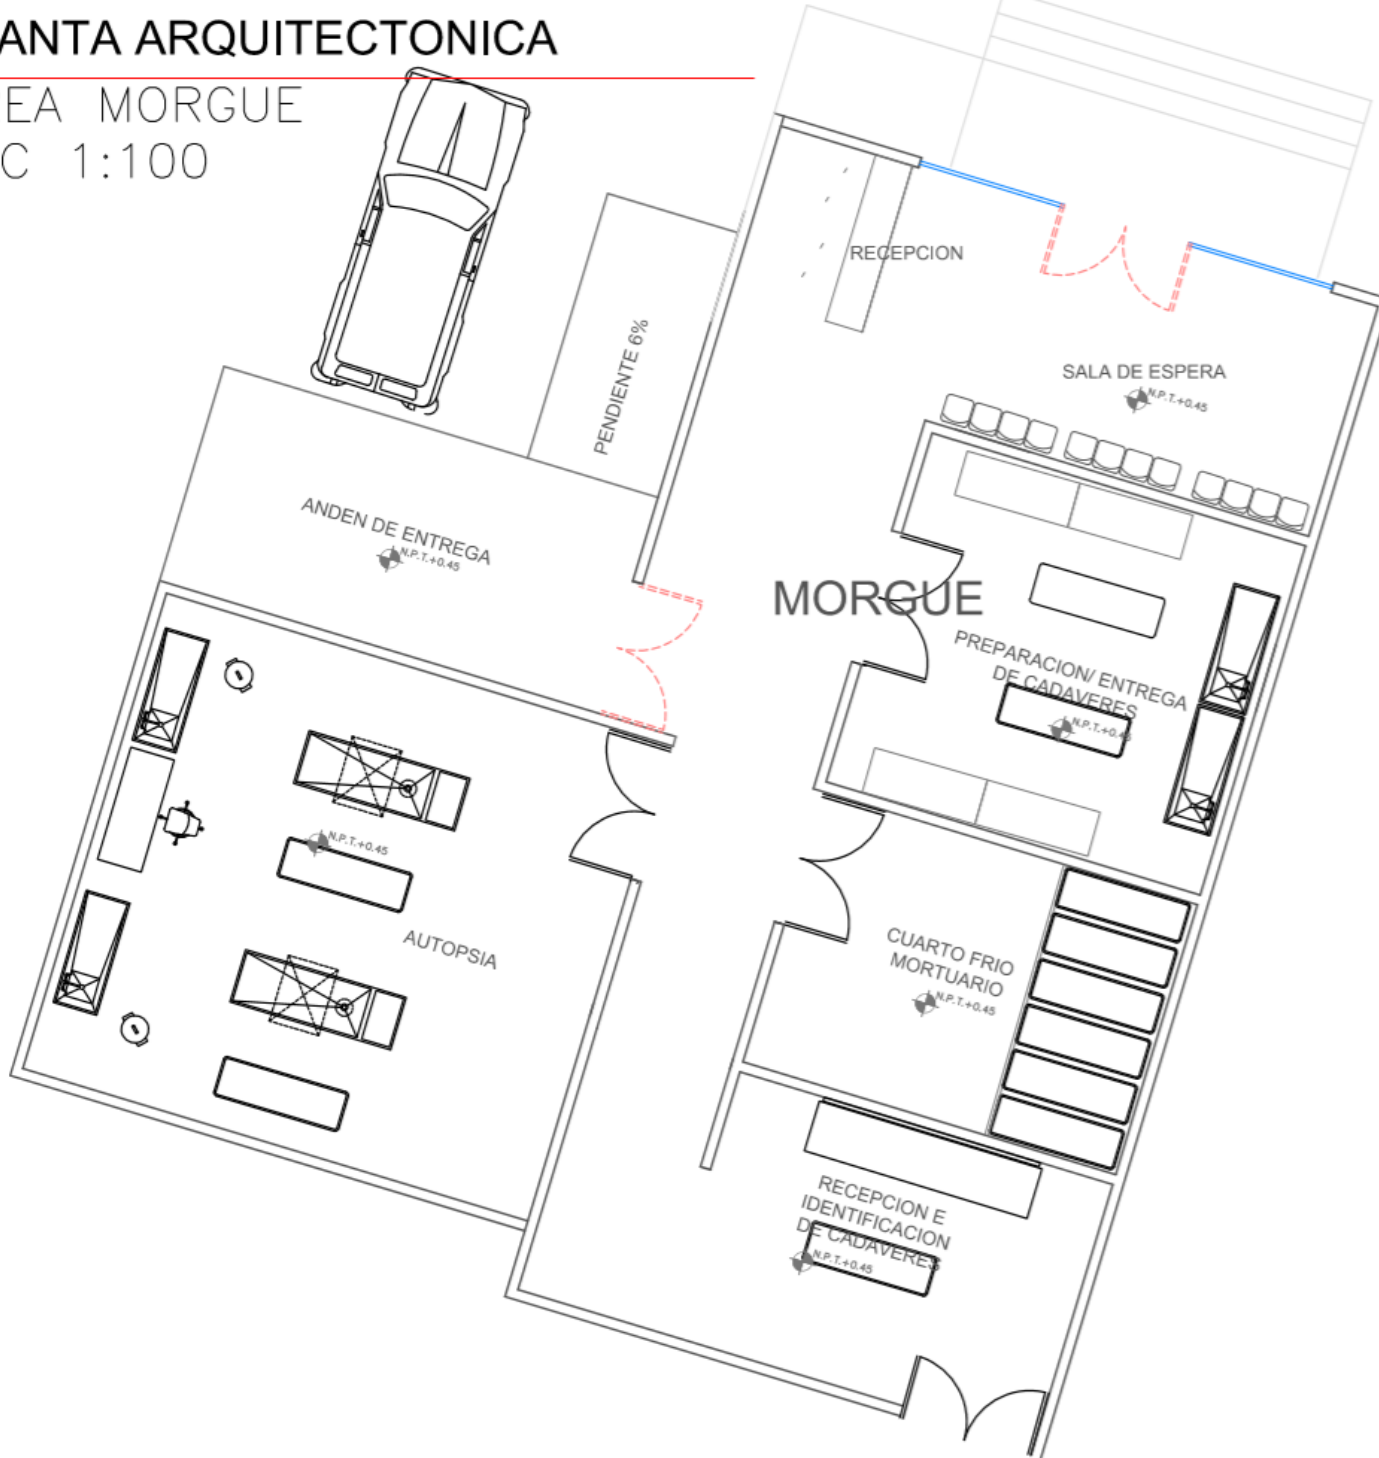 ANTA ARQUITECTONICA
EA MORGUE
C 1:100
RECEPCION
PENDIENTE 6%
SALA DE ESPERA
N.P.T.+0.45
ANDEN DE ENTREGA
N.P.T.+0.45
MORGUE
PREPARACION/ ENTREGA
DE CADAVERES
N.P.T.+0.45
N.P.T.+0.45
AUTOPSIA
CUARTO FRIO
MORTUARIO
N.P.T.+0.45
RECEPCION E
IDENTIFICACION
DE CADAVERES
N.P.T.+0.45